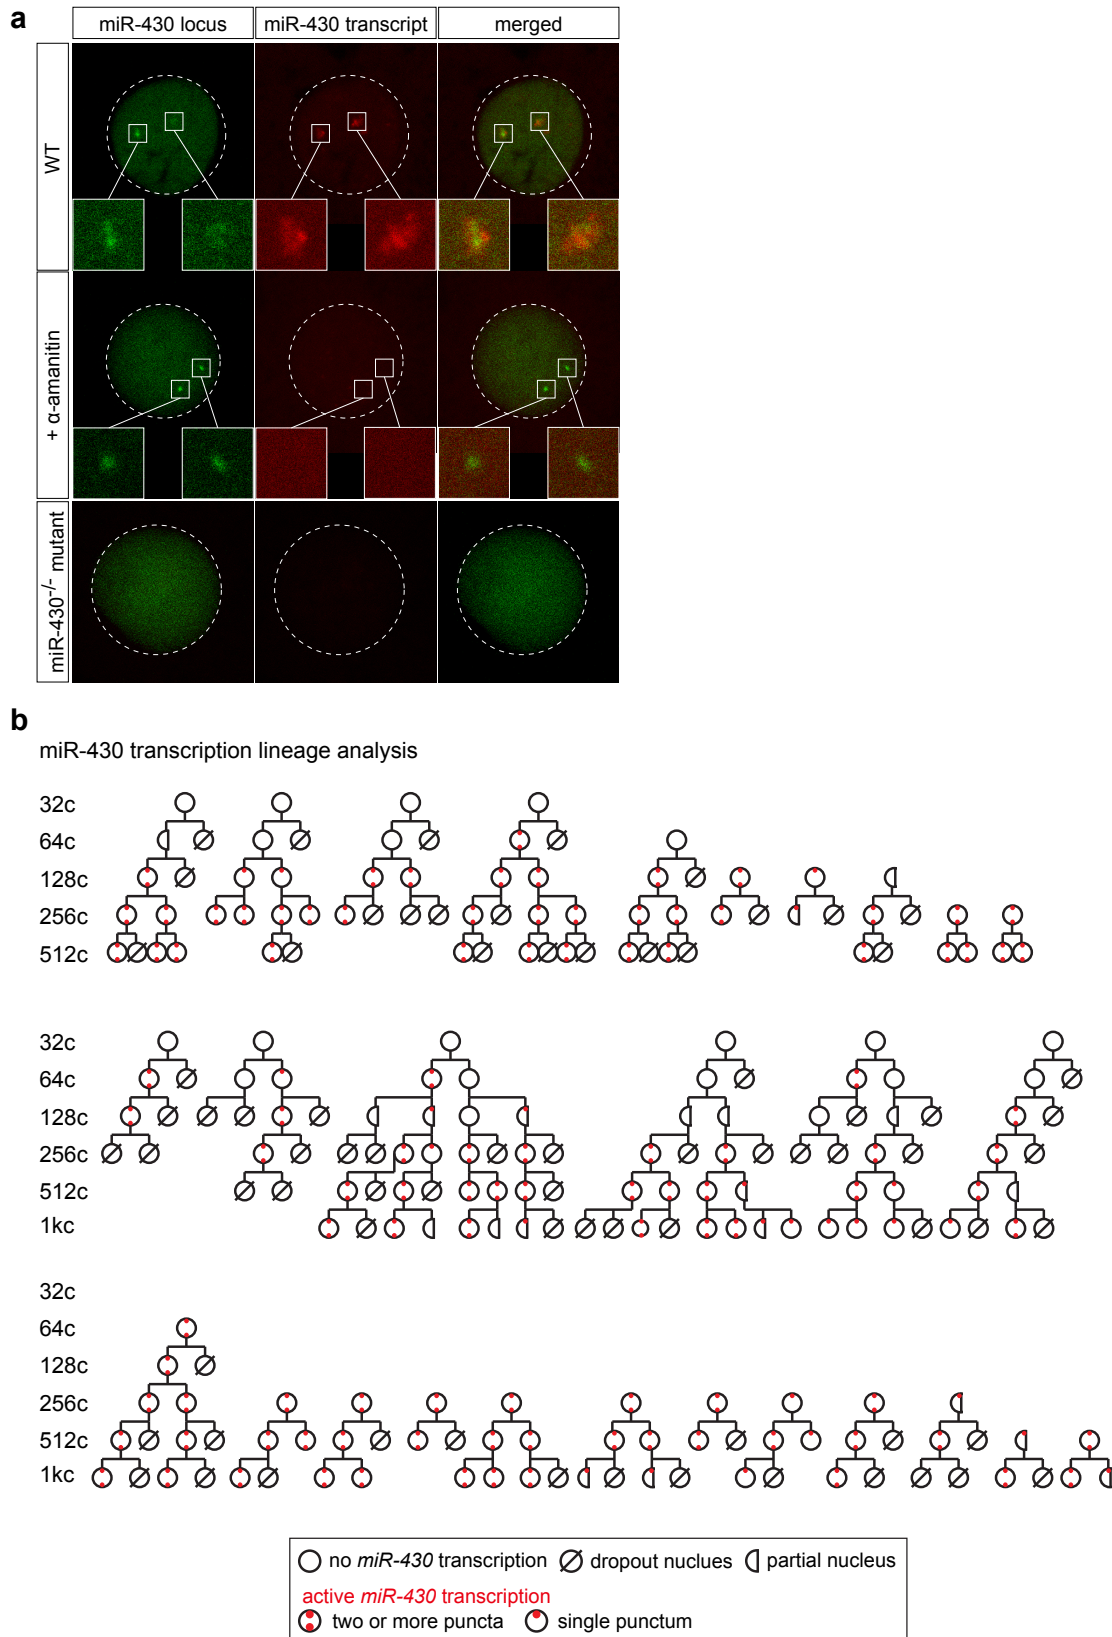 a
miR-430 locus
miR-430 transcript
merged
WT
+ α-amanitin
miR-430-/- mutant
b
miR-430 transcription lineage analysis
32c
64c
128c
256c
512c
32c
64c
128c
256c
512c
1kc
32c
64c
128c
256c
512c
1kc
no miR-430 transcription
dropout nuclues
partial nucleus
active miR-430 transcription
two or more puncta
single punctum